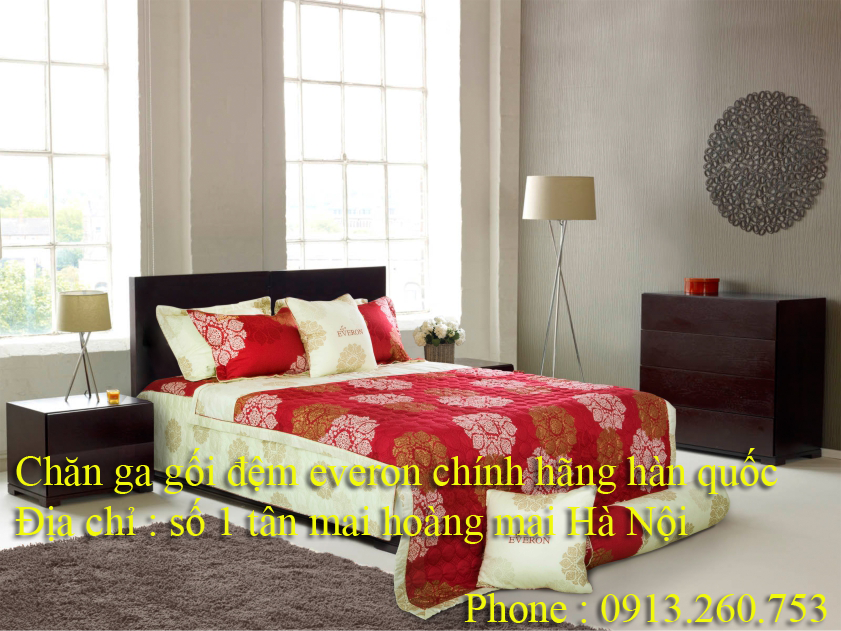 EVERON
Chăn ga gối đệm everon chính hãng hàn quốc
Địa chỉ : số 1 tân mai hoàng mai Hà Nội
EVERON
Phone : 0913.260.753